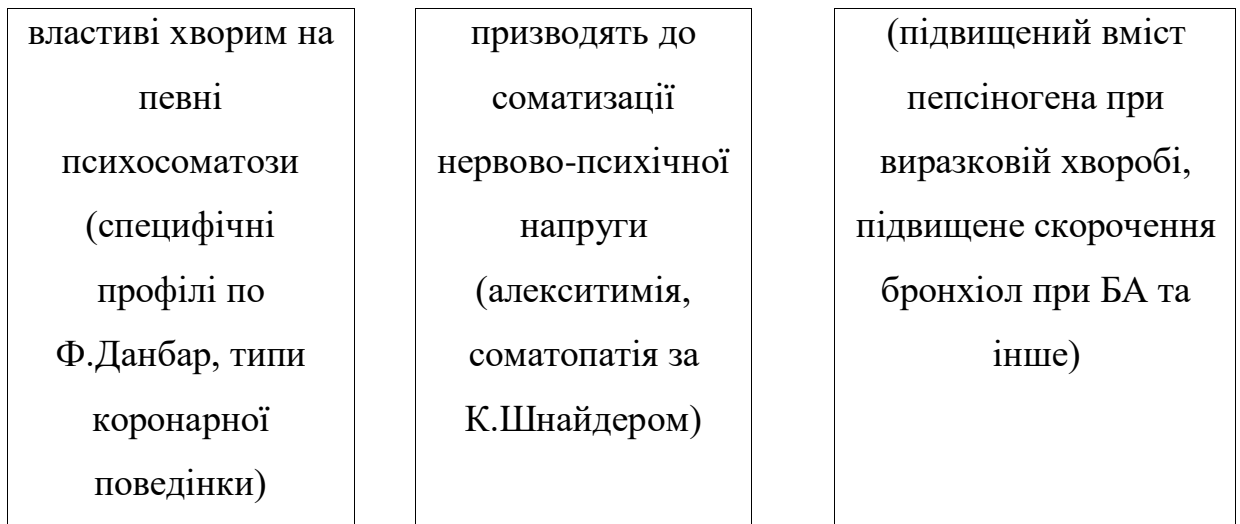 властиві хворим на
певні
психосоматози
(специфічні
профілі по
Ф.Данбар, типи
коронарної
поведінки)
призводять до
соматизації
нервово-психічної
напруги
(алекситимія,
соматопатія за
К.Шнайдером)
(підвищений вміст
пепсіногена при
виразковій хворобі,
підвищене скорочення
бронхіол при БА та
інше)